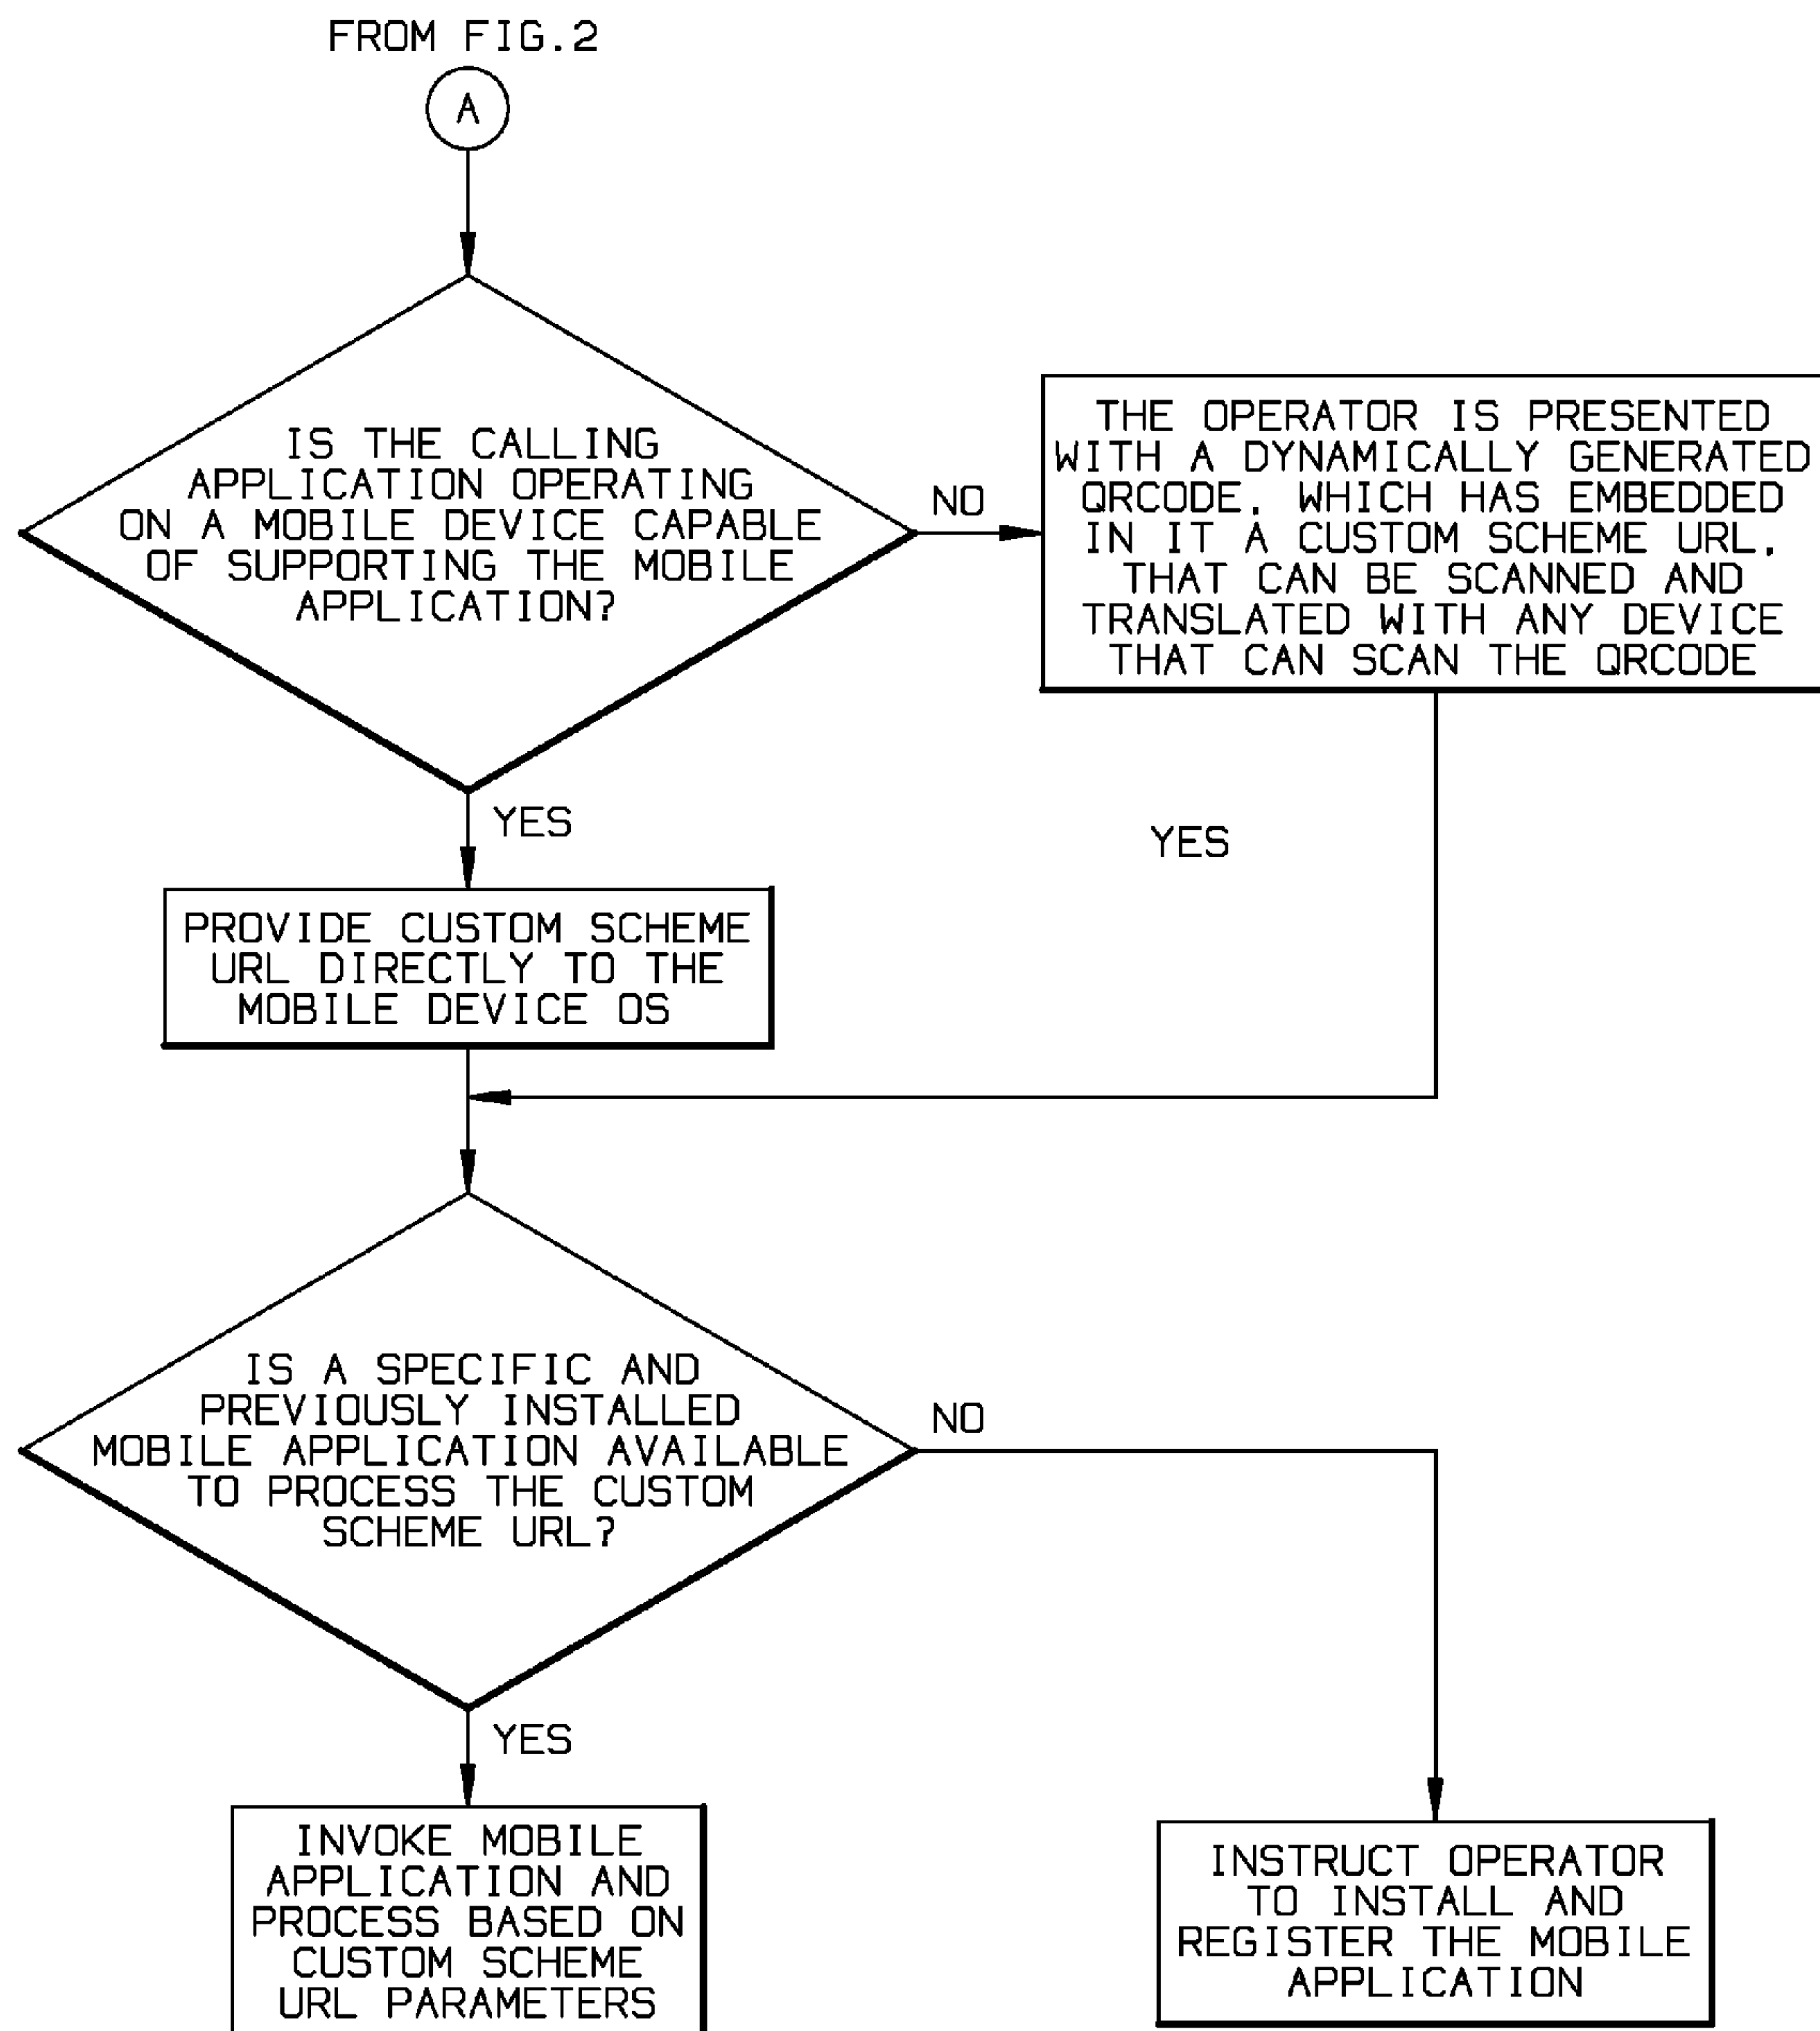 FROM FIG.2
A
IS THE CALLING
APPLICATION OPERATING
ON A MOBILE DEVICE CAPABLE
OF SUPPORTING THE MOBILE
APPLICATION?
NO
THE OPERATOR IS PRESENTED
WITH A DYNAMICALLY GENERATED
QRCODE, WHICH HAS EMBEDDED
IN IT A CUSTOM SCHEME URL,
THAT CAN BE SCANNED AND
TRANSLATED WITH ANY DEVICE
THAT CAN SCAN THE QRCODE
YES
YES
PROVIDE CUSTOM SCHEME
URL DIRECTLY TO THE
MOBILE DEVICE OS
IS A SPECIFIC AND
PREVIOUSLY INSTALLED
MOBILE APPLICATION AVAILABLE
TO PROCESS THE CUSTOM
SCHEME URL?
NO
YES
INVOKE MOBILE
APPLICATION AND
PROCESS BASED ON
CUSTOM SCHEME
URL PARAMETERS
INSTRUCT OPERATOR
TO INSTALL AND
REGISTER THE MOBILE
APPLICATION